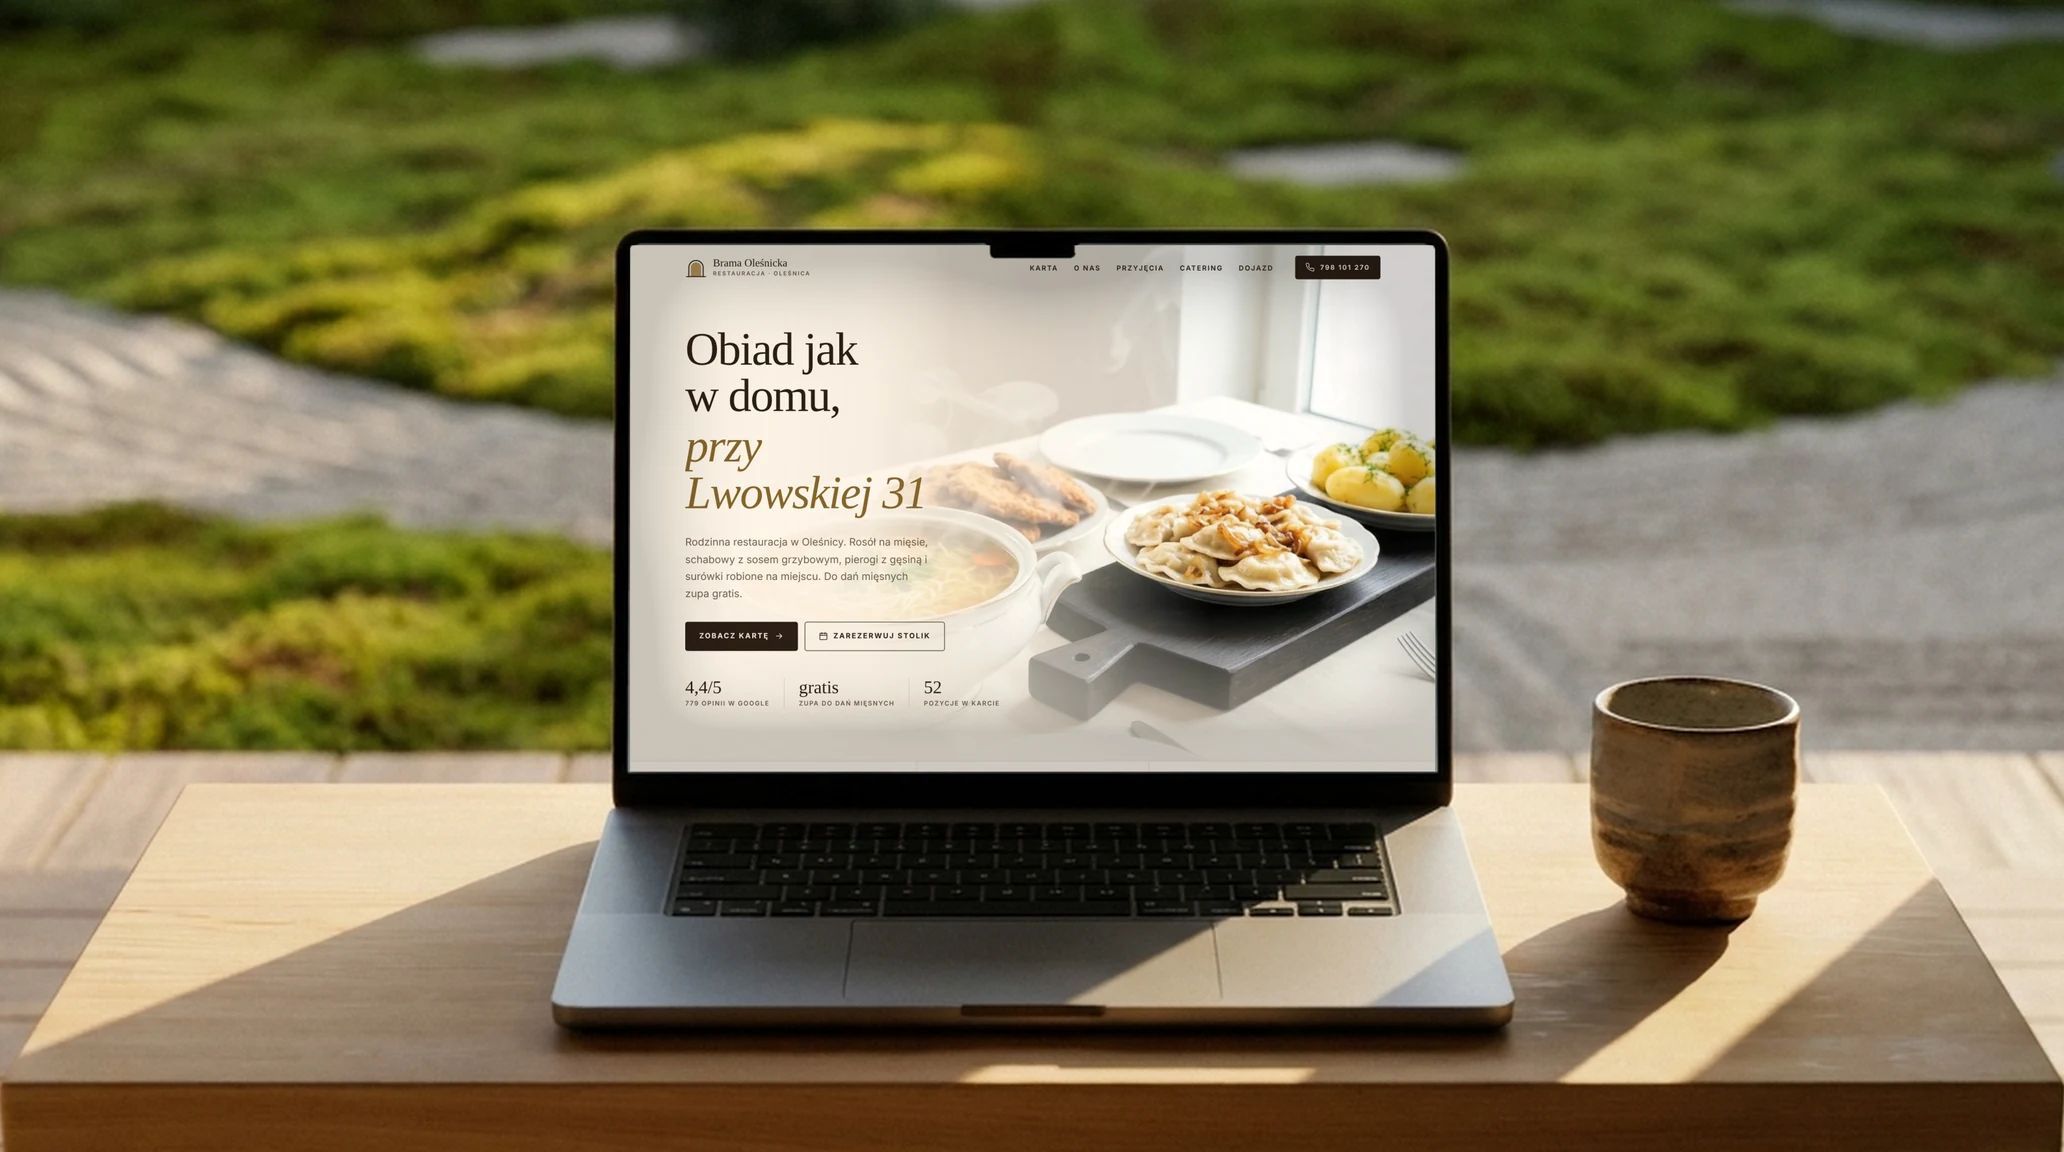 Brama Oleśnicka
RESTAURACJA · OLEŚNICA
KARTA O NAS PRZYJĘCIA CATERING DOJAZD 798 101 270
Obiad jak
w domu,
przy
Lwowskiej 31
Rodzinna restauracja w Oleśnicy. Rosół na mięsie,
schabowy z sosem grzybowym, pierogi z gęsiną i
surówki robione na miejscu. Do dań mięsnych
zupa gratis.
ZOBACZ KARTĘ → ZAREZERWUJ STOLIK
4,4/5 gratis 52
779 OPINII W GOOGLE ZUPA DO DAŃ MIĘSNYCH POZYCJE W KARCIE